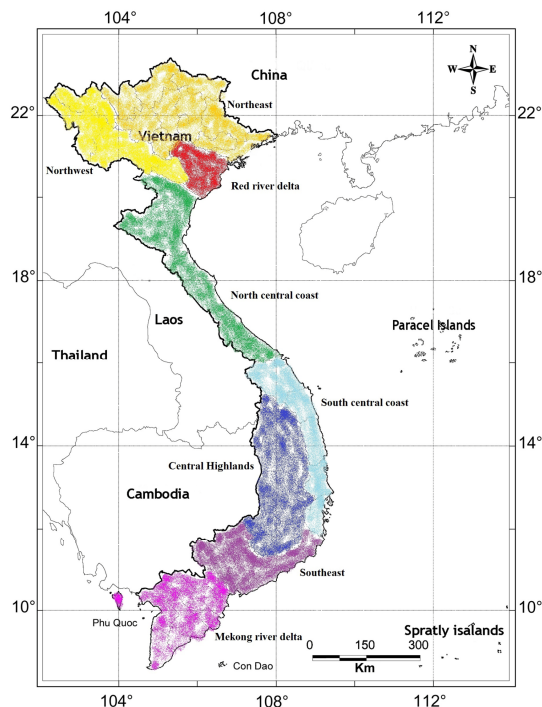 104° 108° 112°
N
W E
S
China
Northeast
22° 22°
Vietnam
Northwest
Red river delta
18° 18°
North central coast
Laos
Paracel Islands
Thailand
South central coast
14° 14°
Central Highlands
Cambodia
Southeast
10° 10°
Phu Quoc
Mekong river delta
Spratly isalands
0 150 300
Km
Con Dao
104° 108° 112°